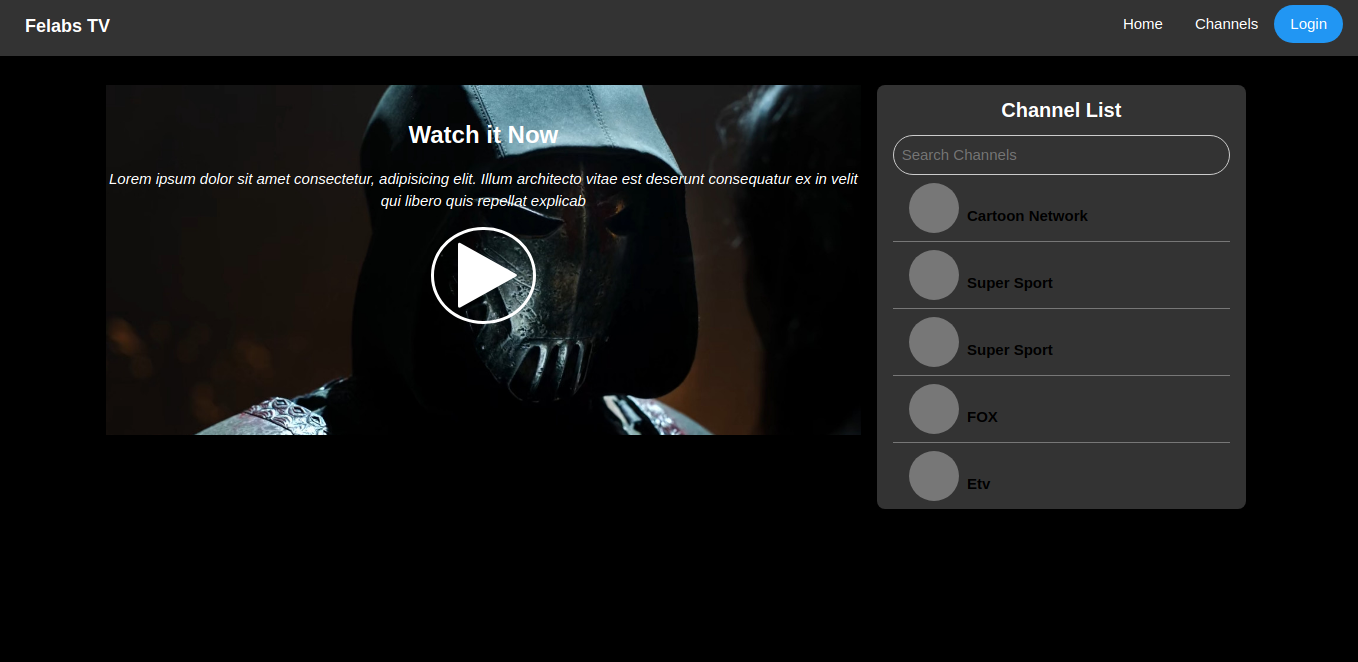 Felabs TV
Home Channels Login
Watch it Now
Lorem ipsum dolor sit amet consectetur, adipisicing elit. Illum architecto vitae est deserunt consequatur ex in velit
qui libero quis repellat explicab
Channel List
Search Channels
Cartoon Network
Super Sport
Super Sport
FOX
Etv